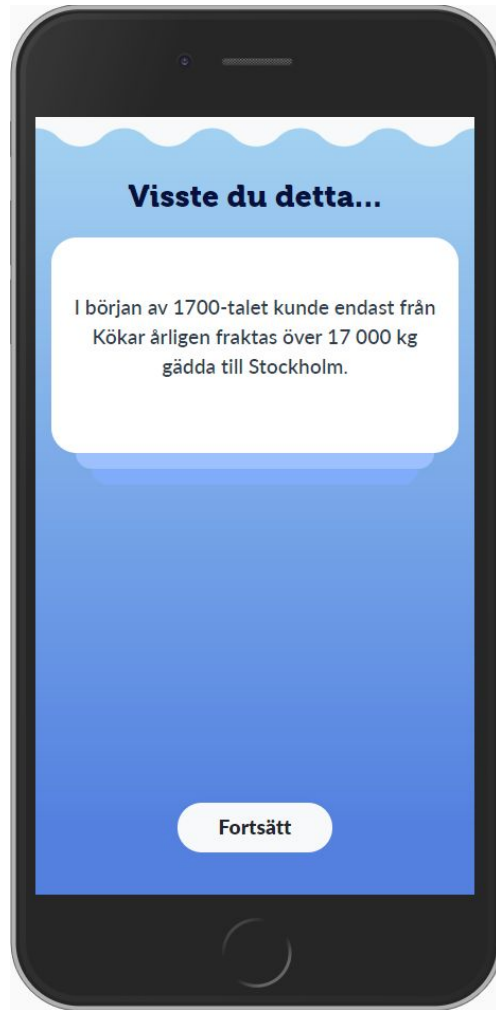 Visste du detta...
I början av 1700-talet kunde endast från
Kökar årligen fraktas över 17 000 kg
gädda till Stockholm.
Fortsätt